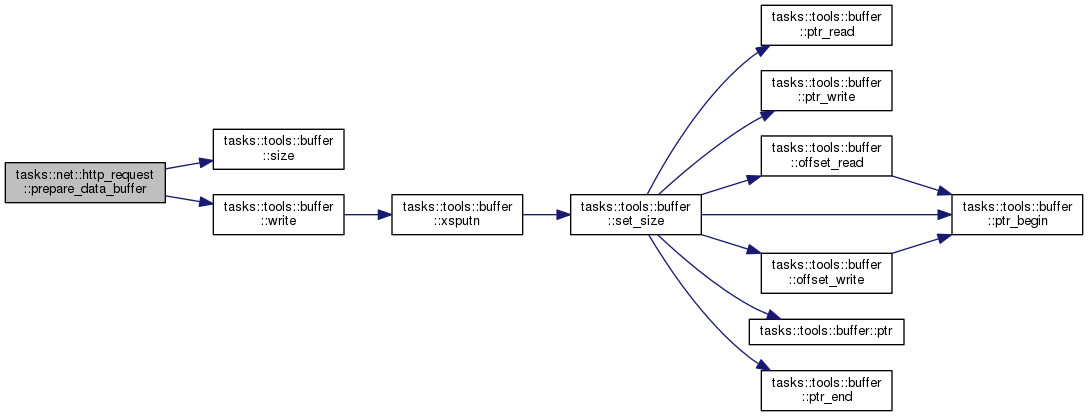 tasks::net::http_request
::prepare_data_buffer
tasks::tools::buffer
::size
tasks::tools::buffer
::write
tasks::tools::buffer
::xsputn
tasks::tools::buffer
::set_size
tasks::tools::buffer
::ptr_read
tasks::tools::buffer
::ptr_write
tasks::tools::buffer
::offset_read
tasks::tools::buffer
::offset_write
tasks::tools::buffer::ptr
tasks::tools::buffer
::ptr_end
tasks::tools::buffer
::ptr_begin